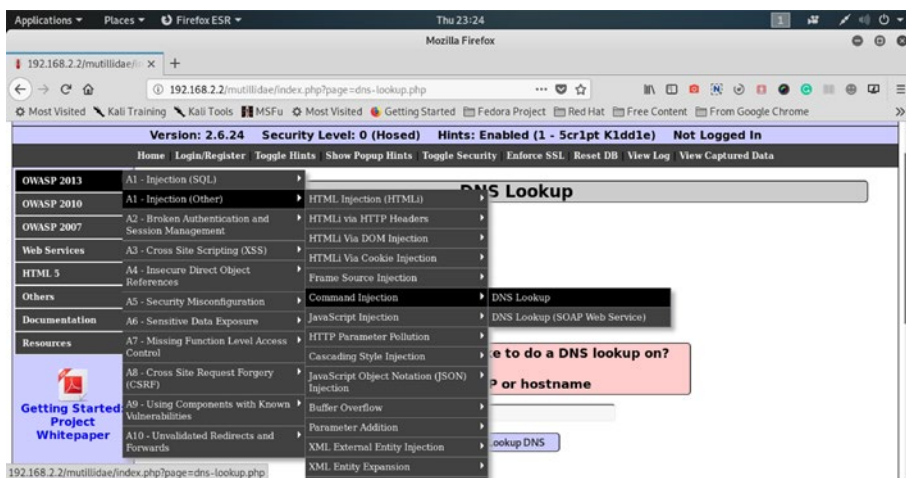 Applications Places Firefox ESR Thu 23:24 1
Mozilla Firefox
192.168.2.2/mutillidae/in
192.168.2.2/mutillidae/index.php?page=dns-lookup.php
Most Visited Kali Training Kali Tools MSFu Most Visited Getting Started Fedora Project Red Hat Free Content From Google Chrome
Version: 2.6.24 Security Level: 0 (Hosed) Hints: Enabled (1 - 5cr1pt K1dd1e) Not Logged In
Home Login/Register Toggle Hints Show Popup Hints Toggle Security Enforce SSL Reset DB View Log View Captured Data
DNS Lookup
OWASP 2013
OWASP 2010
OWASP 2007
Web Services
HTML 5
Others
Documentation
Resources
Getting Started:
Project
Whitepaper
A1 - Injection (SQL)
A1 - Injection (Other)
A2 - Broken Authentication and
Session Management
A3 - Cross Site Scripting (XSS)
A4 - Insecure Direct Object
References
A5 - Security Misconfiguration
A6 - Sensitive Data Exposure
A7 - Missing Function Level Access
Control
A8 - Cross Site Request Forgery
(CSRF)
A9 - Using Components with Known
Vulnerabilities
A10 - Unvalidated Redirects and
Forwards
HTML Injection (HTMLi)
HTMLi via HTTP Headers
HTMLi Via DOM Injection
HTMLi Via Cookie Injection
Frame Source Injection
Command Injection
JavaScript Injection
HTTP Parameter Pollution
Cascading Style Injection
JavaScript Object Notation (JSON)
Injection
Buffer Overflow
Parameter Addition
XML External Entity Injection
XML Entity Expansion
DNS Lookup
DNS Lookup (SOAP Web Service)
e to do a DNS lookup on?
P or hostname
ookup DNS
192.168.2.2/mutillidae/index.php?page=dns-lookup.php